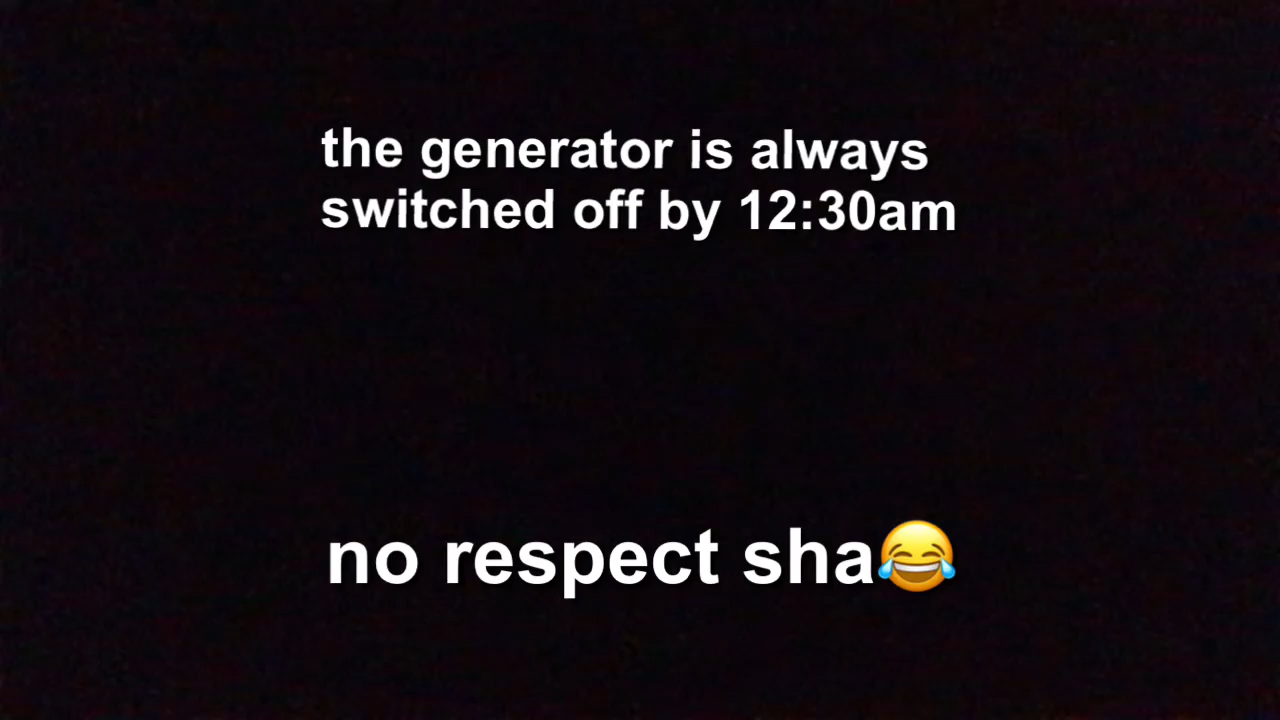 the generator is always
switched off by 12:30am
no respect sha😂